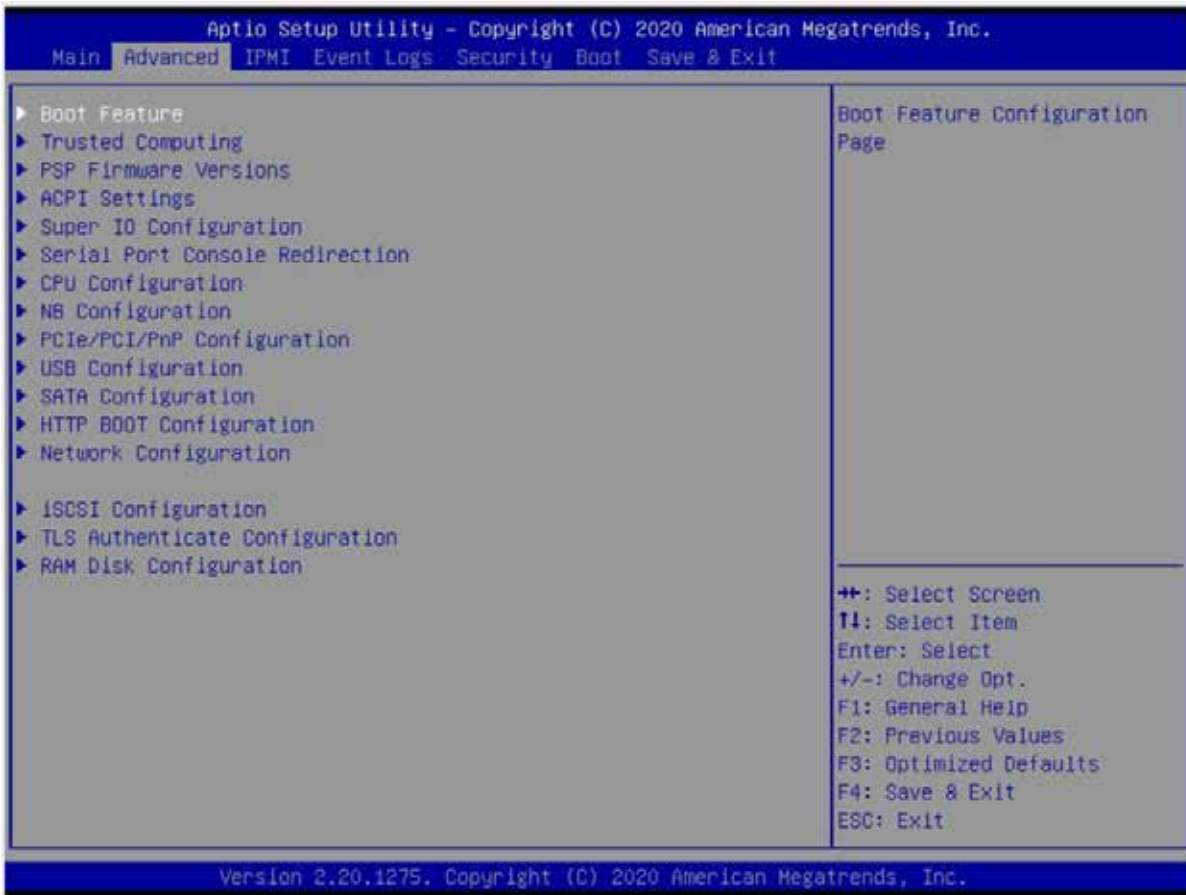 Aptio Setup Utility – Copyright (C) 2020 American Megatrends, Inc.
Main Advanced IPMI Event Logs Security Boot Save & Exit
▶ Boot Feature
▶ Trusted Computing
▶ PSP Firmware Versions
▶ ACPI Settings
▶ Super IO Configuration
▶ Serial Port Console Redirection
▶ CPU Configuration
▶ NB Configuration
▶ PCIe/PCI/PnP Configuration
▶ USB Configuration
▶ SATA Configuration
▶ HTTP BOOT Configuration
▶ Network Configuration
▶ iSCSI Configuration
▶ TLS Authenticate Configuration
▶ RAM Disk Configuration
Boot Feature Configuration
Page
→←: Select Screen
↑↓: Select Item
Enter: Select
+/-: Change Opt.
F1: General Help
F2: Previous Values
F3: Optimized Defaults
F4: Save & Exit
ESC: Exit
Version 2.20.1275. Copyright (C) 2020 American Megatrends, Inc.